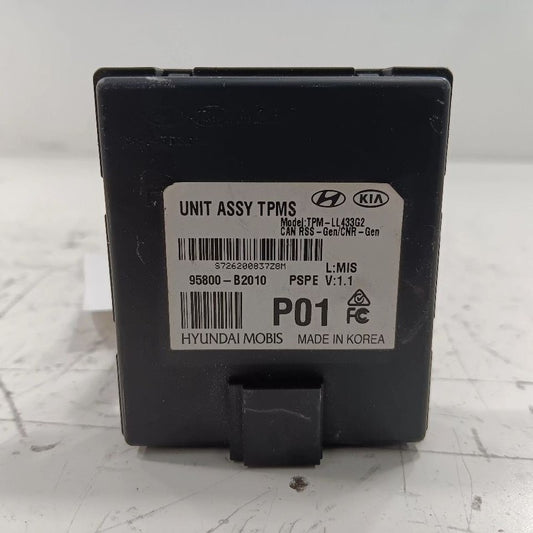 UNIT ASSY TPMS
KIA
Model:TPM-LL433G2
CAN RSS-Gen/CNR-Gen
S726200837Z8M
L:MIS
95800-B2010 PSPE V:1.1
P01 FC
HYUNDAI MOBIS MADE IN KOREA